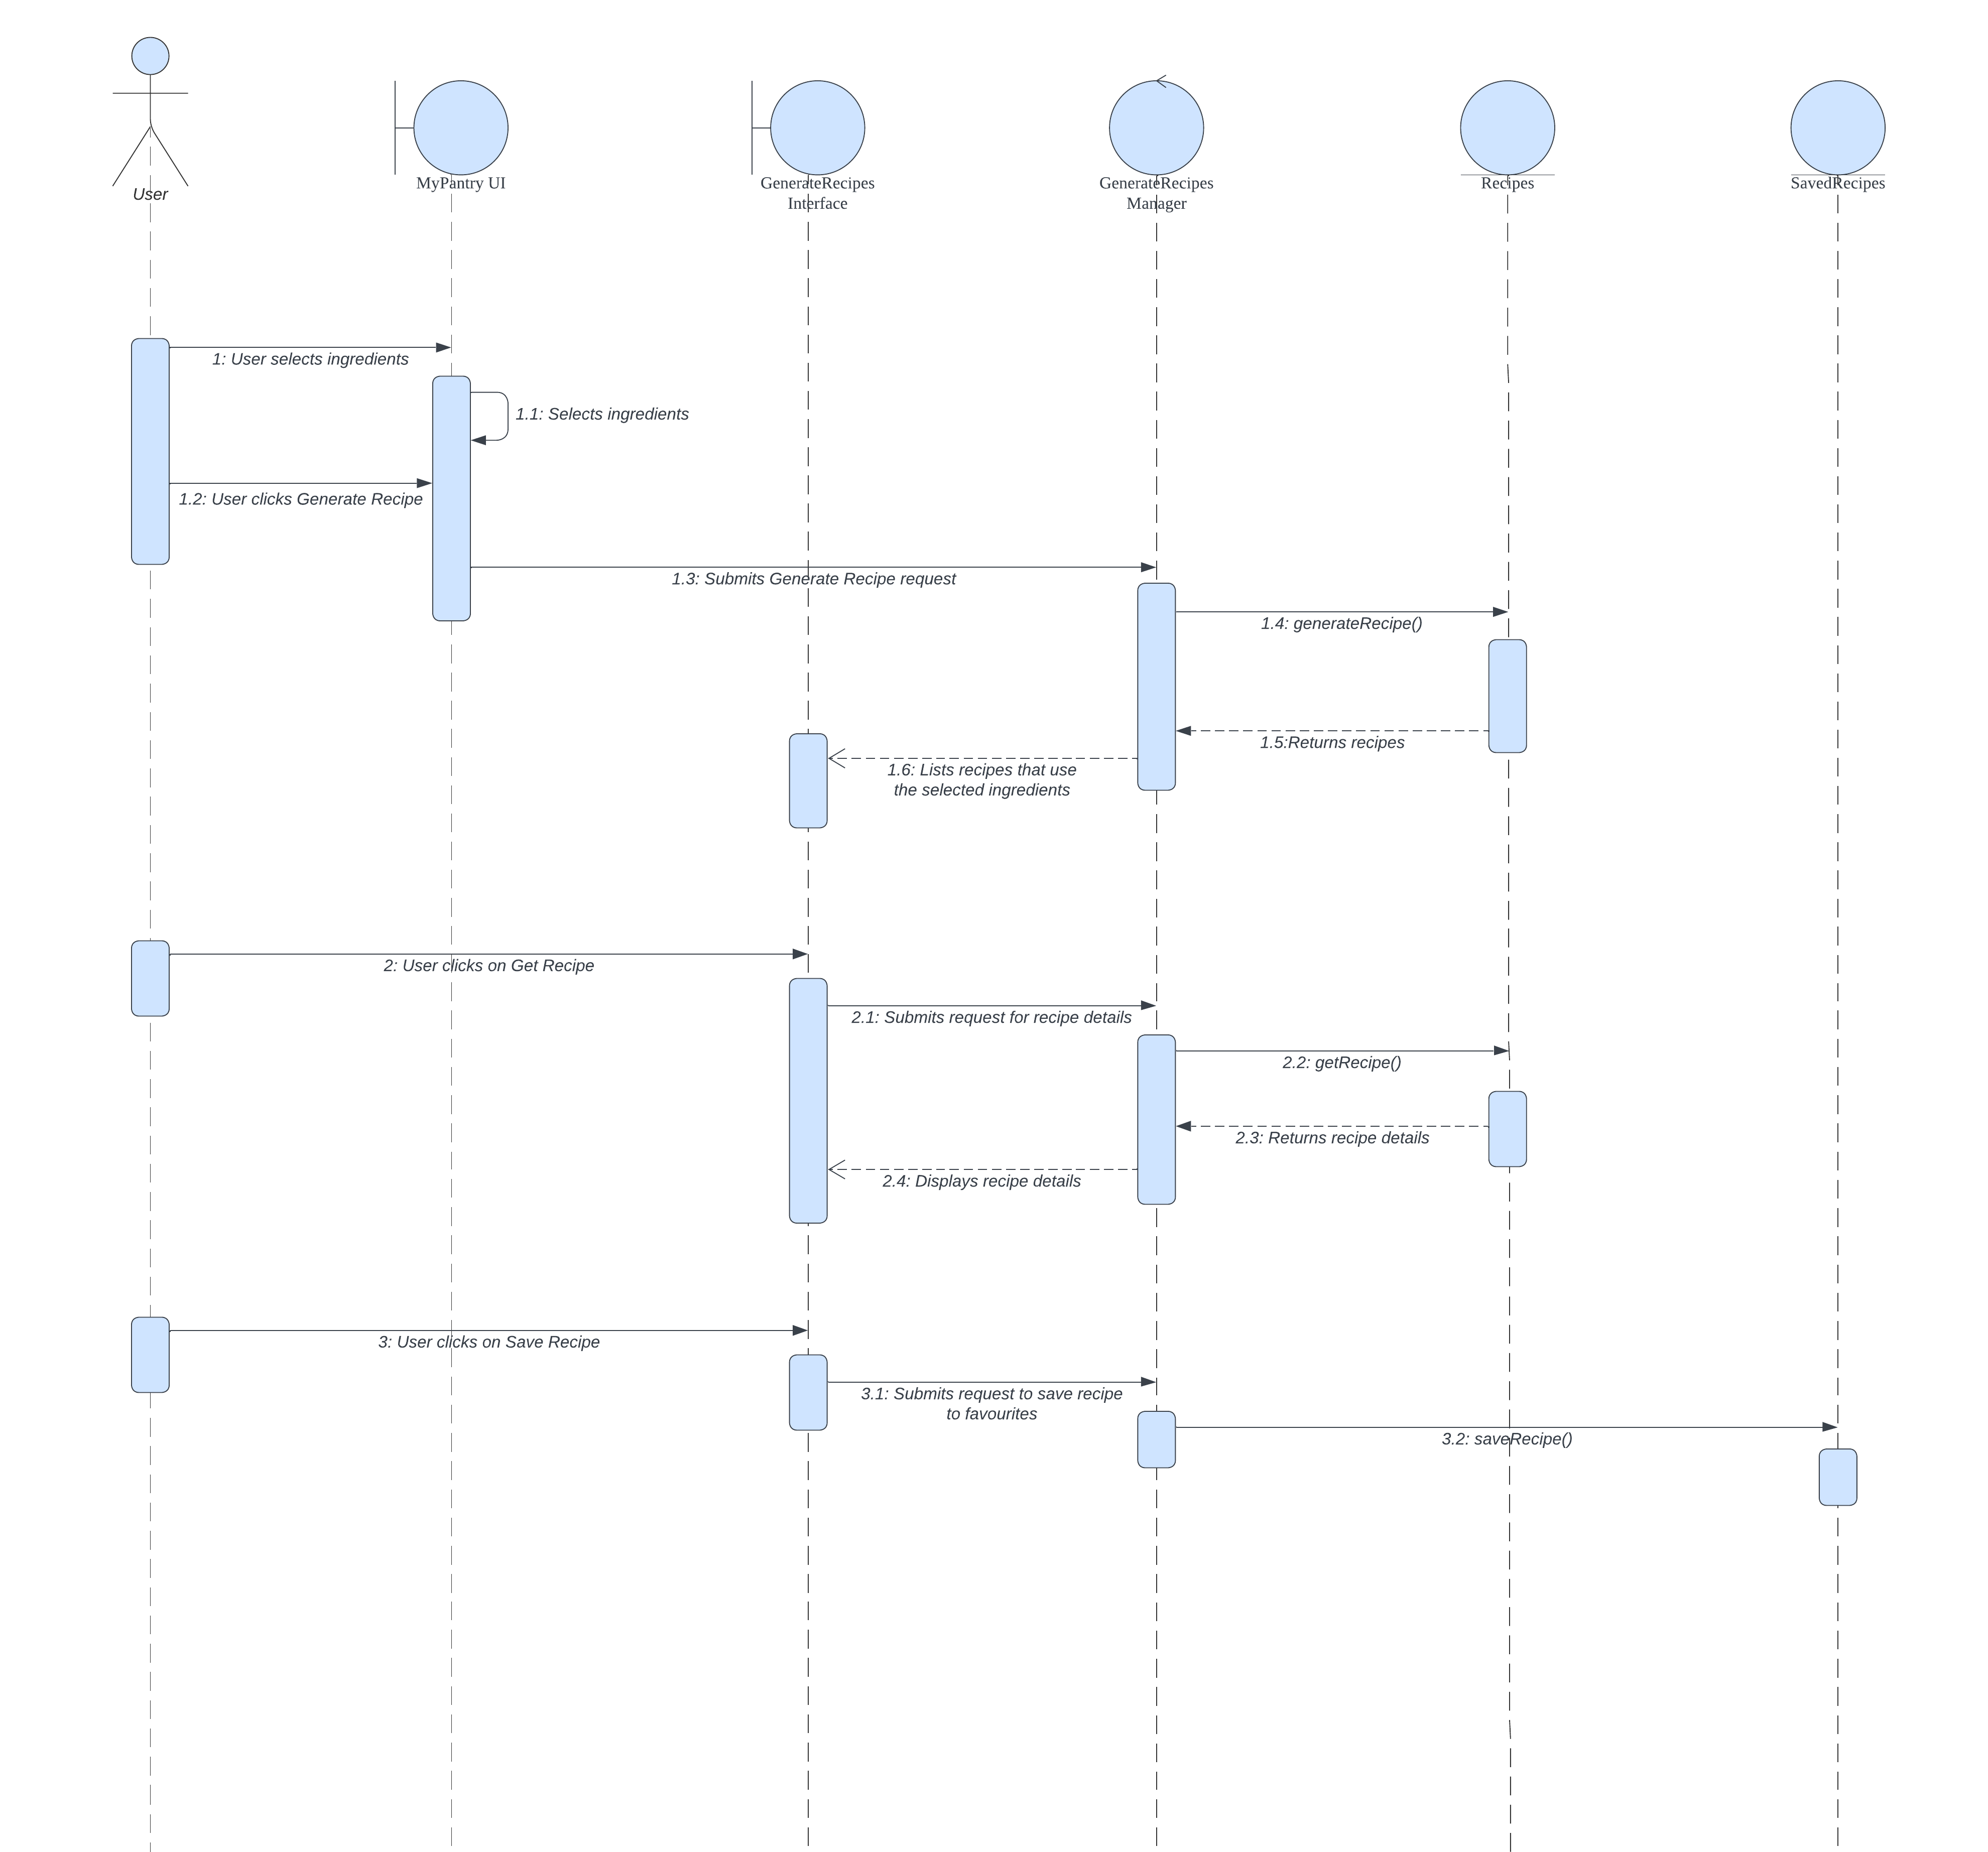 User
MyPantry UI
GenerateRecipes
Interface
GenerateRecipes
Manager
Recipes
SavedRecipes
1: User selects ingredients
1.1: Selects ingredients
1.2: User clicks Generate Recipe
1.3: Submits Generate Recipe request
1.4: generateRecipe()
1.5:Returns recipes
1.6: Lists recipes that use
the selected ingredients
2: User clicks on Get Recipe
2.1: Submits request for recipe details
2.2: getRecipe()
2.3: Returns recipe details
2.4: Displays recipe details
3: User clicks on Save Recipe
3.1: Submits request to save recipe
to favourites
3.2: saveRecipe()